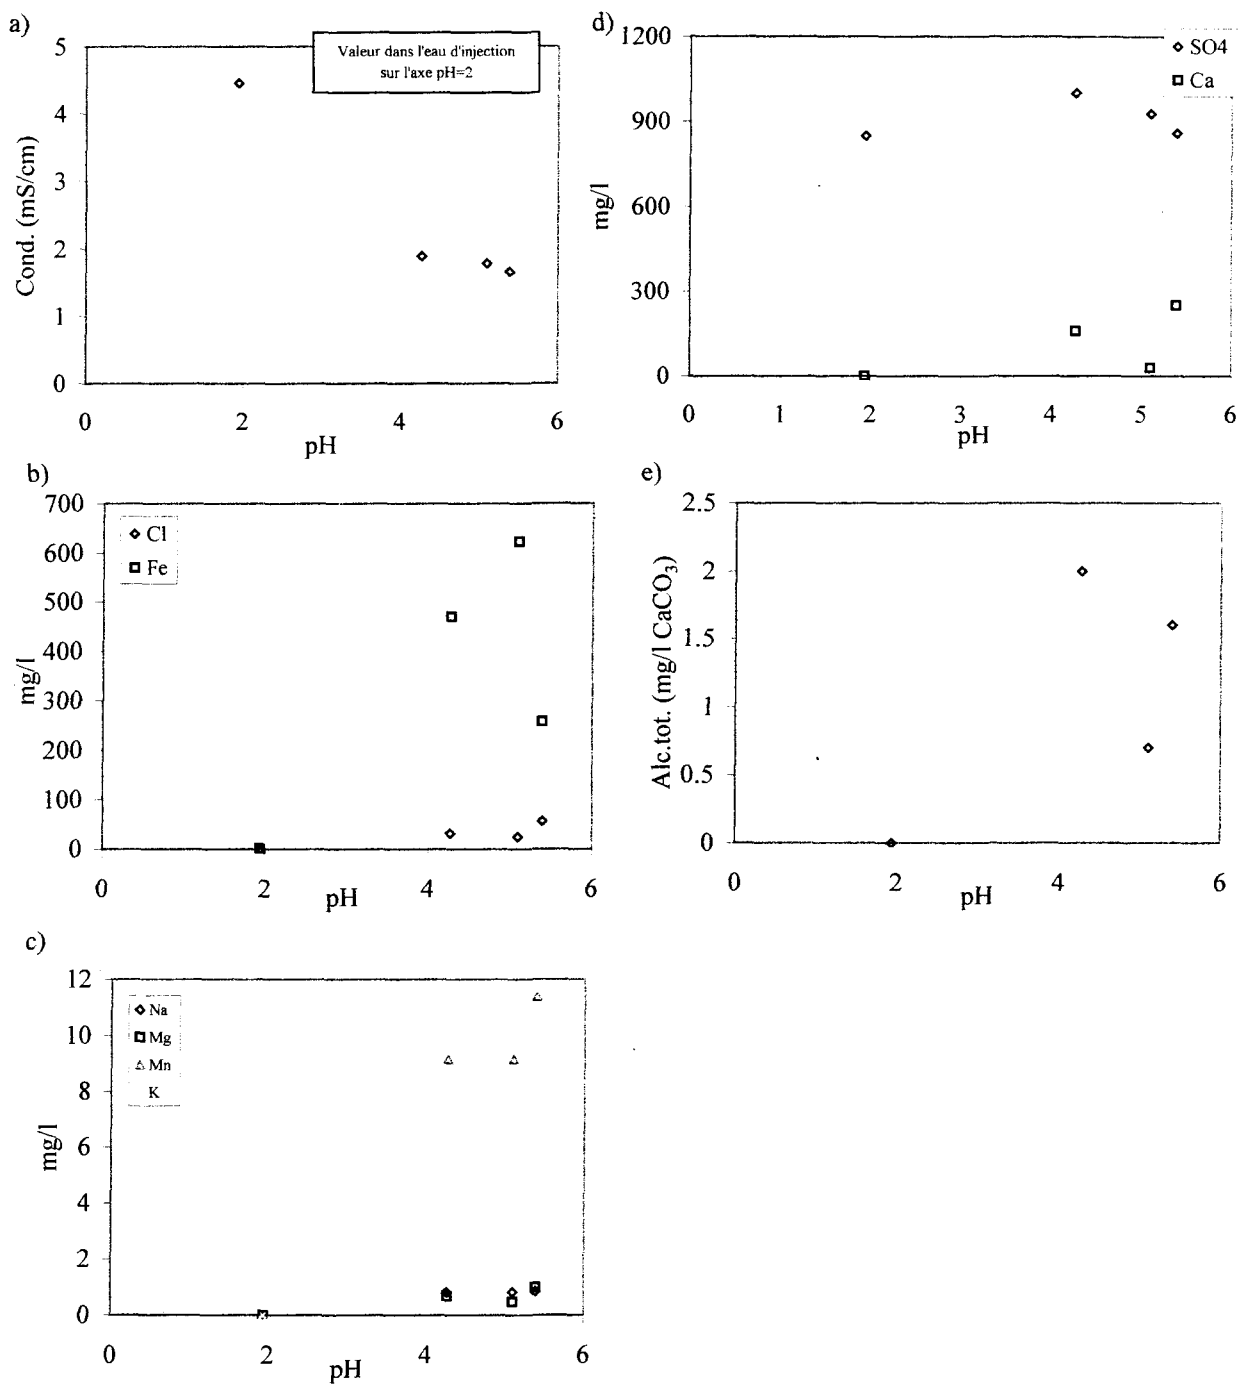 a)
5
4
3
2
1
0
Cond. (mS/cm)
Valeur dans l'eau d'injection
sur l'axe pH=2
0 2 4 6
pH
d)
1200
900
600
300
0
mg/l
SO4
Ca
0 1 2 3 4 5 6
pH
b)
700
600
500
400
300
200
100
0
mg/l
Cl
Fe
0 2 4 6
pH
e)
2.5
2
1.5
1
0.5
0
Alc.tot. (mg/l CaCO₃)
0 2 4 6
pH
c)
12
10
8
6
4
2
0
mg/l
Na
Mg
Mn
K
0 2 4 6
pH